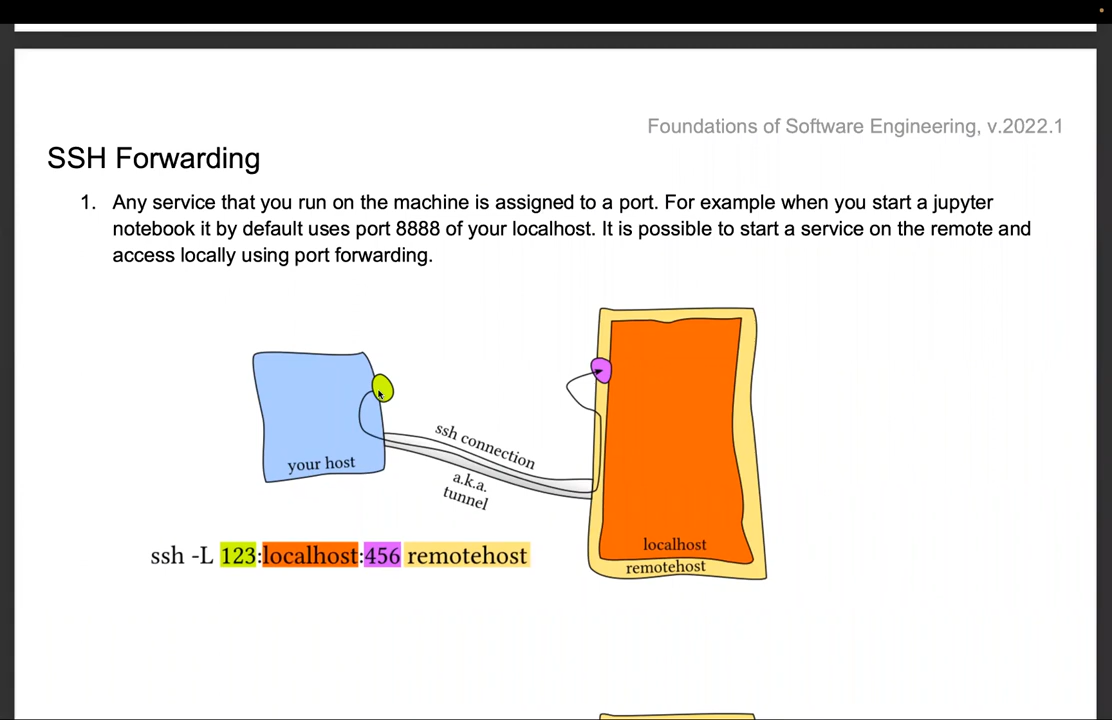 Foundations of Software Engineering, v.2022.1
SSH Forwarding
1. Any service that you run on the machine is assigned to a port. For example when you start a jupyter
notebook it by default uses port 8888 of your localhost. It is possible to start a service on the remote and
access locally using port forwarding.
ssh connection
a.k.a.
tunnel
your host
localhost
remotehost
ssh -L 123:localhost:456 remotehost